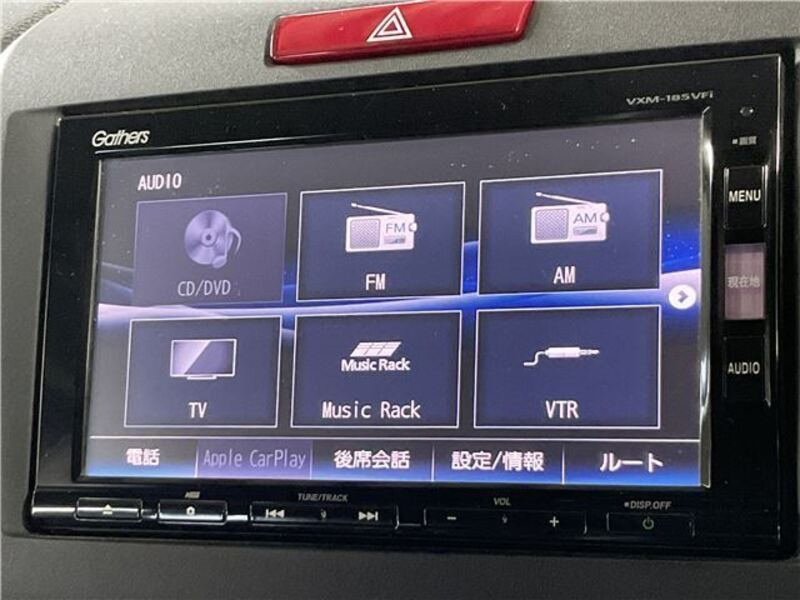 VXM-185VFi
Gathers
画質
AUDIO
MENU
CD/DVD
FM
FM
AM
AM
現在地
TV
Music Rack
Music Rack
VTR
AUDIO
電話
Apple CarPlay
後席会話
設定/情報
ルート
TUNE/TRACK
VOL
DISP.OFF